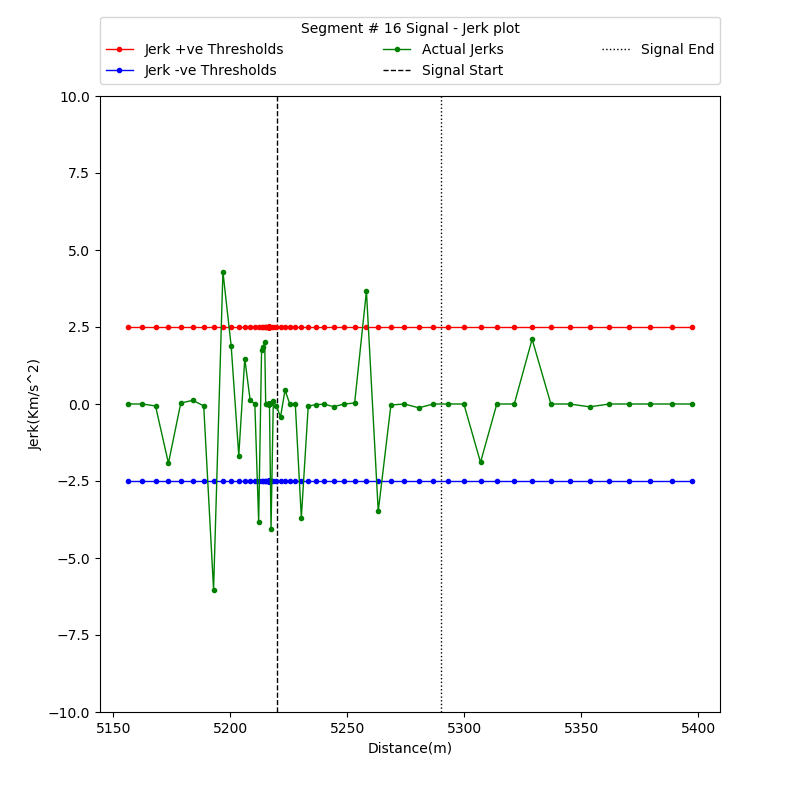 Segment # 16 Signal - Jerk plot
Jerk +ve Thresholds
Jerk -ve Thresholds
Actual Jerks
Signal Start
Signal End
10.0
7.5
5.0
2.5
0.0
−2.5
−5.0
−7.5
−10.0
Jerk(Km/s^2)
5150 5200 5250 5300 5350 5400
Distance(m)